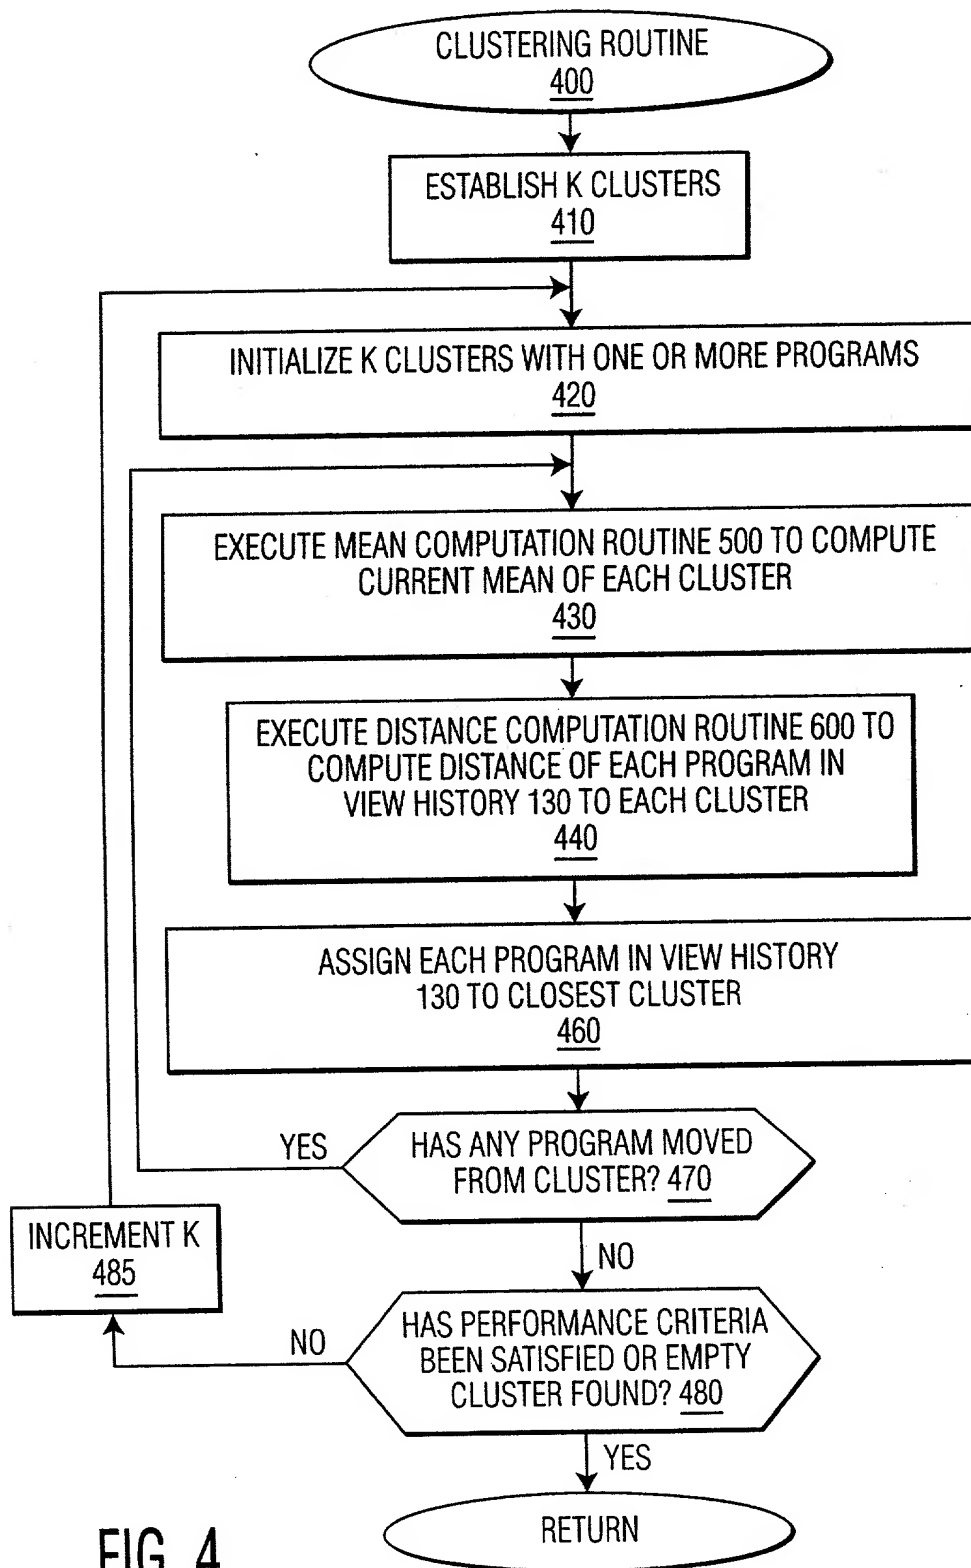 CLUSTERING ROUTINE
400
ESTABLISH K CLUSTERS
410
INITIALIZE K CLUSTERS WITH ONE OR MORE PROGRAMS
420
EXECUTE MEAN COMPUTATION ROUTINE 500 TO COMPUTE
CURRENT MEAN OF EACH CLUSTER
430
EXECUTE DISTANCE COMPUTATION ROUTINE 600 TO
COMPUTE DISTANCE OF EACH PROGRAM IN
VIEW HISTORY 130 TO EACH CLUSTER
440
ASSIGN EACH PROGRAM IN VIEW HISTORY
130 TO CLOSEST CLUSTER
460
YES
HAS ANY PROGRAM MOVED
FROM CLUSTER? 470
INCREMENT K
485
NO
NO
HAS PERFORMANCE CRITERIA
BEEN SATISFIED OR EMPTY
CLUSTER FOUND? 480
YES
RETURN
FIG. 4